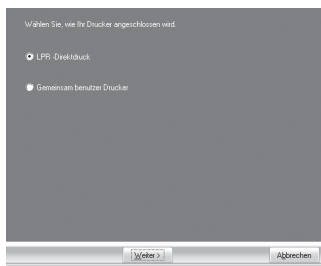 Wählen Sie, wie Ihr Drucker angeschlossen wird.
LPR -Direktdruck
Gemeinsam benutzer Drucker
Weiter >
Abbrechen